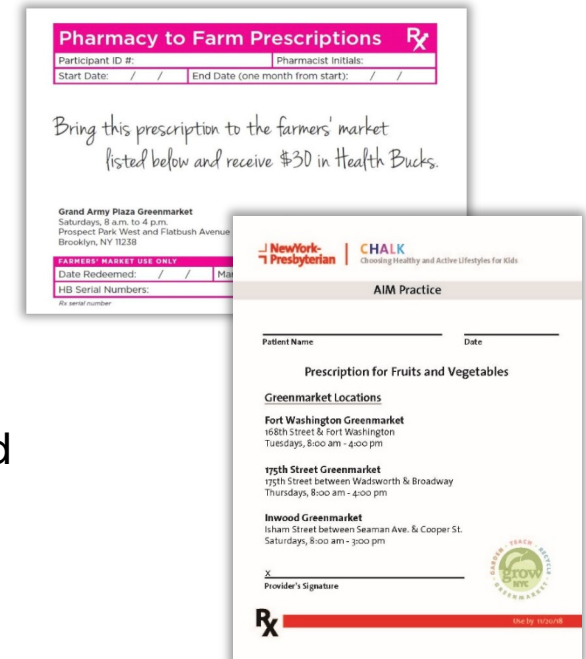 Pharmacy to Farm Prescriptions Rx
Participant ID #: Pharmacist Initials:
Start Date: / / End Date (one month from start): / /
Bring this prescription to the farmers' market
listed below and receive $30 in Health Bucks.
Grand Army Plaza Greenmarket
Saturdays, 8 a.m. to 4 p.m.
Prospect Park West and Flatbush Avenue
Brooklyn, NY 11238
FARMERS' MARKET USE ONLY
Date Redeemed: / /
HB Serial Numbers:
Rx serial number
d
NewYork-
Presbyterian
CHALK
Choosing Healthy and Active Lifestyles for Kids
AIM Practice
Patient Name Date
Prescription for Fruits and Vegetables
Greenmarket Locations
Fort Washington Greenmarket
168th Street & Fort Washington
Tuesdays, 8:00 am - 4:00 pm
175th Street Greenmarket
175th Street between Wadsworth & Broadway
Thursdays, 8:00 am - 4:00 pm
Inwood Greenmarket
Isham Street between Seaman Ave. & Cooper St.
Saturdays, 8:00 am - 3:00 pm
x
Provider's Signature
GARDEN · TEACH · RECYCLE · GREENMARKET
grow
NYC
Rx
Use by 11/20/18